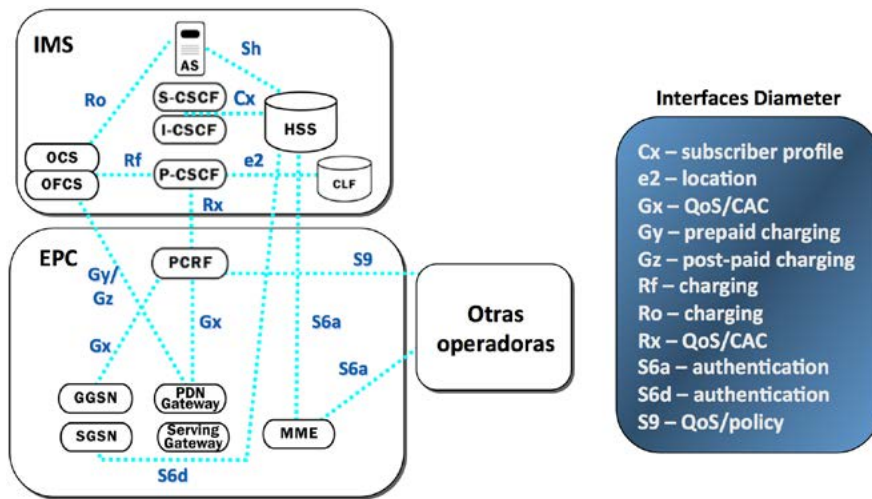 IMS
AS
Sh
Ro
S-CSCF
Cx
I-CSCF
HSS
OCS
OFCS
Rf
P-CSCF
e2
CLF
Rx
EPC
PCRF
S9
Gy/
Gz
Gx
Gx
S6a
S6a
Otras
operadoras
GGSN
PDN
Gateway
SGSN
Serving
Gateway
MME
S6d
Interfaces Diameter
Cx – subscriber profile
e2 – location
Gx – QoS/CAC
Gy – prepaid charging
Gz – post-paid charging
Rf – charging
Ro – charging
Rx – QoS/CAC
S6a – authentication
S6d – authentication
S9 – QoS/policy